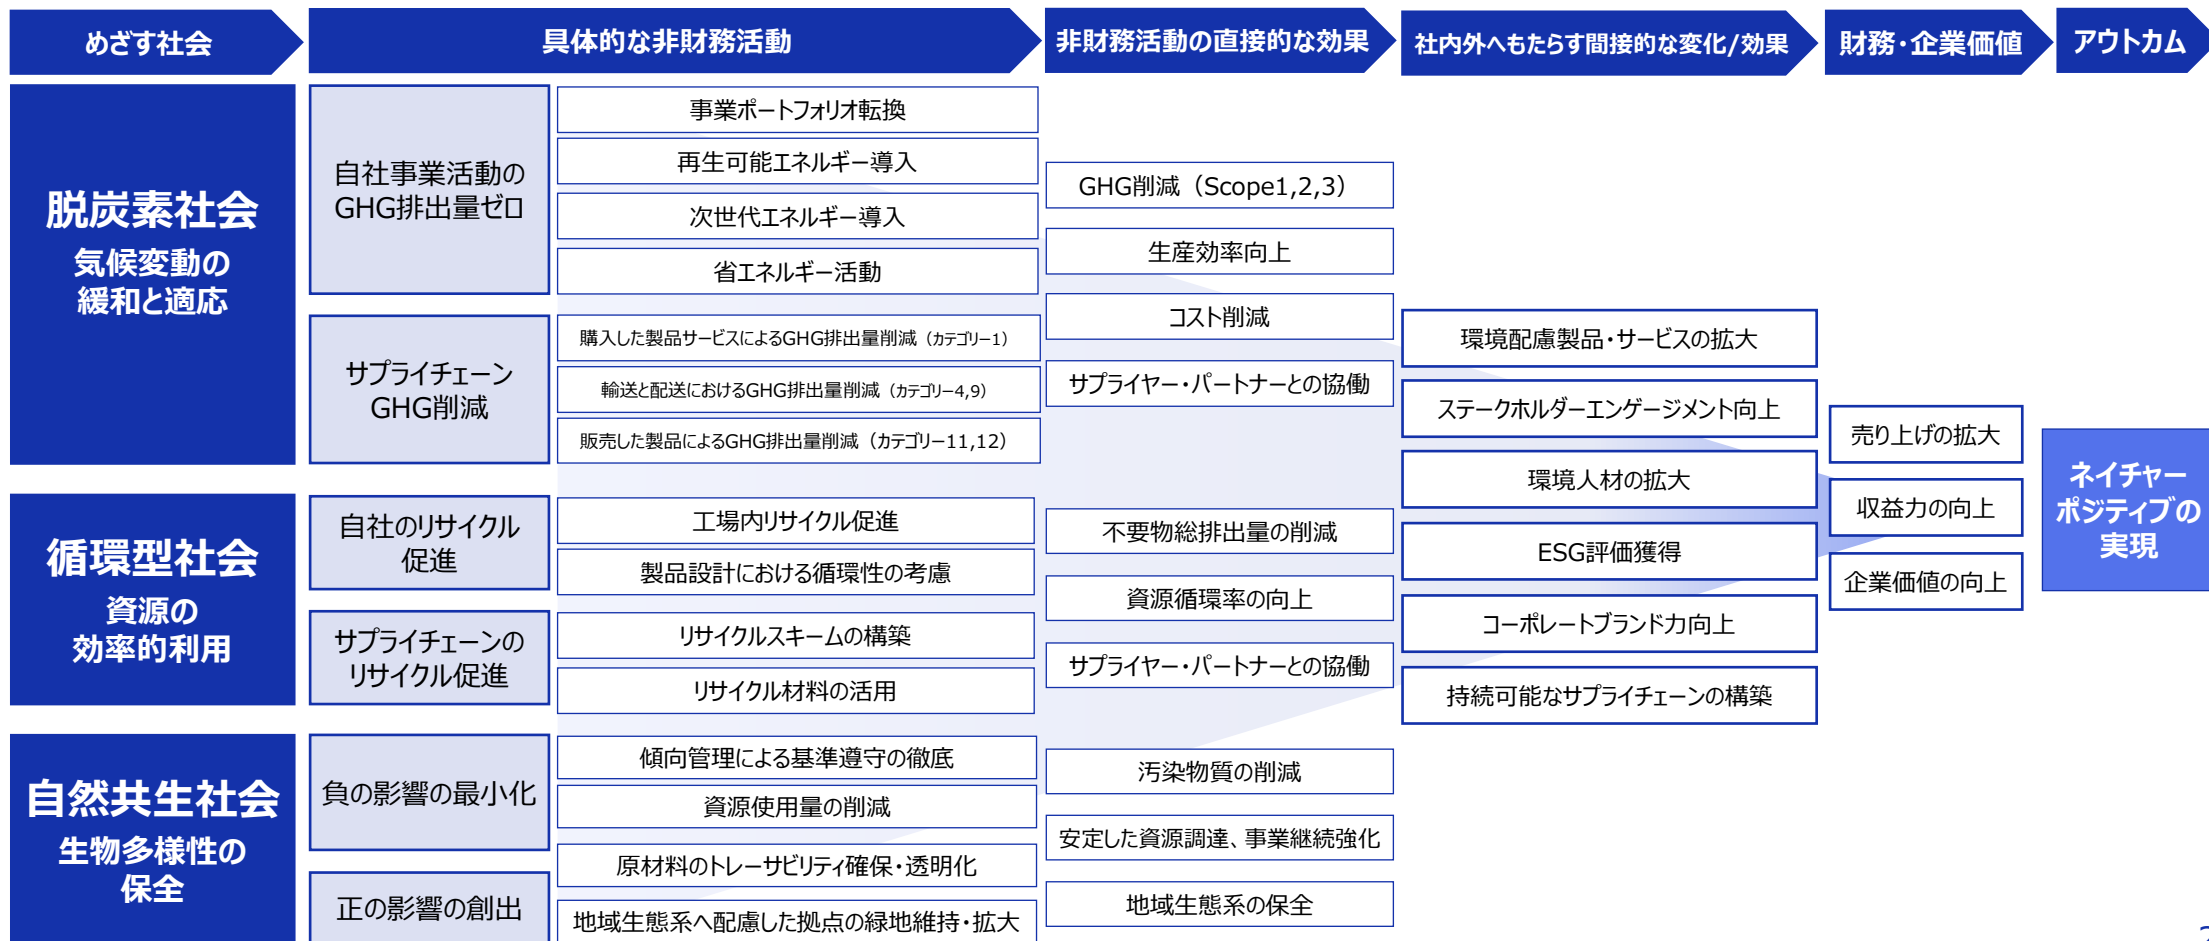 めざす社会
具体的な非財務活動
非財務活動の直接的な効果
社内外へもたらす間接的な変化/効果
財務・企業価値
アウトカム
脱炭素社会
気候変動の
緩和と適応
自社事業活動の
GHG排出量ゼロ
事業ポートフォリオ転換
再生可能エネルギー導入
次世代エネルギー導入
省エネルギー活動
サプライチェーン
GHG削減
購入した製品サービスによるGHG排出量削減（カテゴリー1）
輸送と配送におけるGHG排出量削減（カテゴリー4,9）
販売した製品によるGHG排出量削減（カテゴリー11,12）
GHG削減（Scope1,2,3）
生産効率向上
コスト削減
サプライヤー・パートナーとの協働
循環型社会
資源の
効率的利用
自社のリサイクル
促進
工場内リサイクル促進
製品設計における循環性の考慮
サプライチェーンの
リサイクル促進
リサイクルスキームの構築
リサイクル材料の活用
不要物総排出量の削減
資源循環率の向上
サプライヤー・パートナーとの協働
自然共生社会
生物多様性の
保全
負の影響の最小化
傾向管理による基準遵守の徹底
資源使用量の削減
正の影響の創出
原材料のトレーサビリティ確保・透明化
地域生態系へ配慮した拠点の緑地維持・拡大
汚染物質の削減
安定した資源調達、事業継続強化
地域生態系の保全
環境配慮製品・サービスの拡大
ステークホルダーエンゲージメント向上
環境人材の拡大
ESG評価獲得
コーポレートブランド力向上
持続可能なサプライチェーンの構築
売り上げの拡大
収益力の向上
企業価値の向上
ネイチャー
ポジティブの
実現